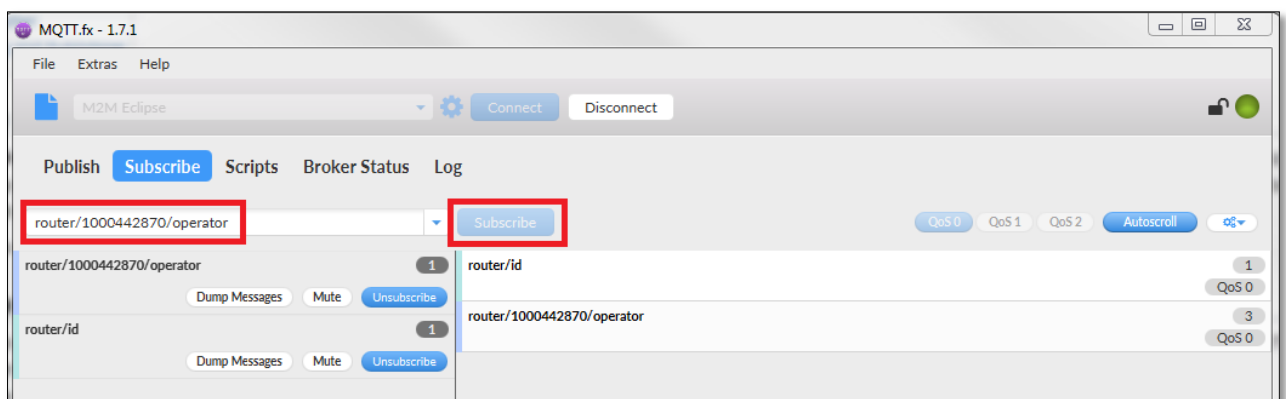 MQTT.fx - 1.7.1
File Extras Help
M2M Eclipse Connect Disconnect
Publish Subscribe Scripts Broker Status Log
router/1000442870/operator Subscribe QoS 0 QoS 1 QoS 2 Autoscroll
router/1000442870/operator 1
Dump Messages Mute Unsubscribe
router/id 1
Dump Messages Mute Unsubscribe
router/id 1
QoS 0
router/1000442870/operator 3
QoS 0